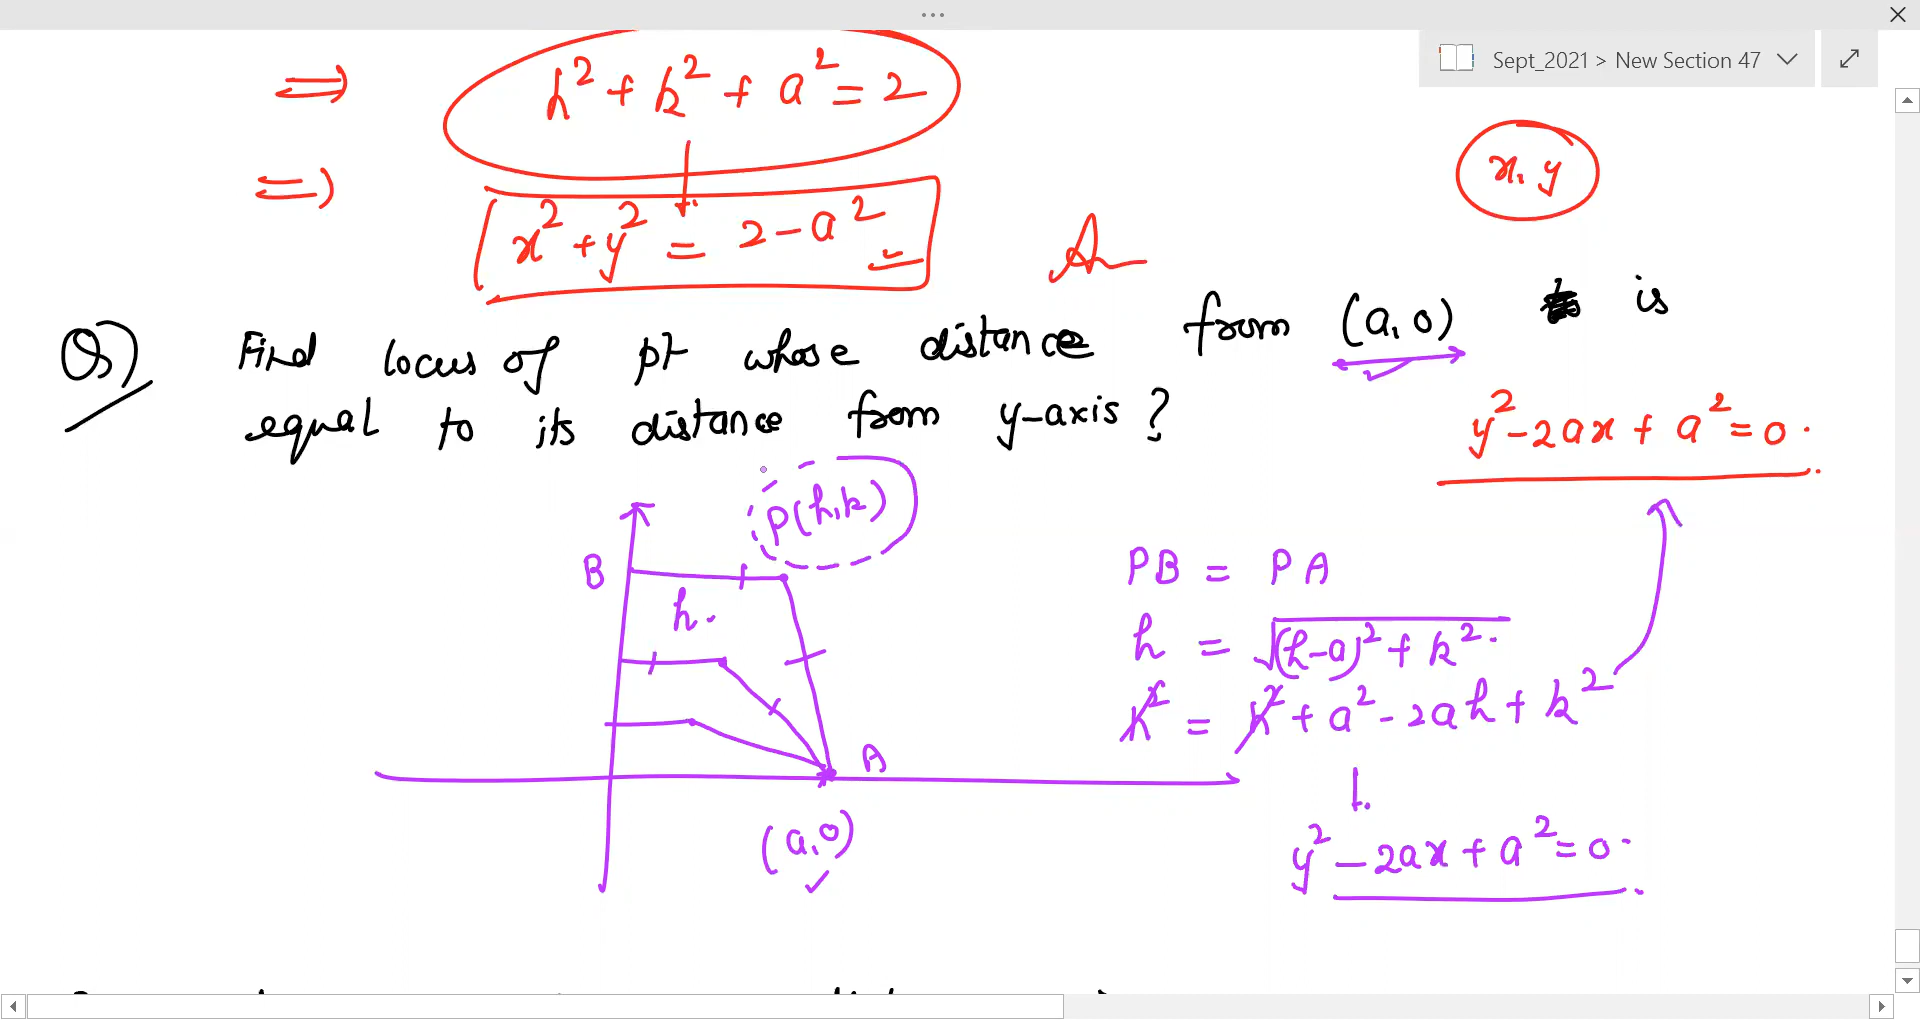 Sept_2021 > New Section 47
⇒ h² + k² + a² = 2
x, y
⇒ x² + y² = 2 - a²
Q) Find locus of pt whose distance from (a, 0) is
equal to its distance from y-axis ?
y² - 2ax + a² = 0.
P(h, k)
B
h.
A
(a, 0)
PB = PA
h = √(h-a)² + k².
h² = h² + a² - 2ah + k²
y² - 2ax + a² = 0.